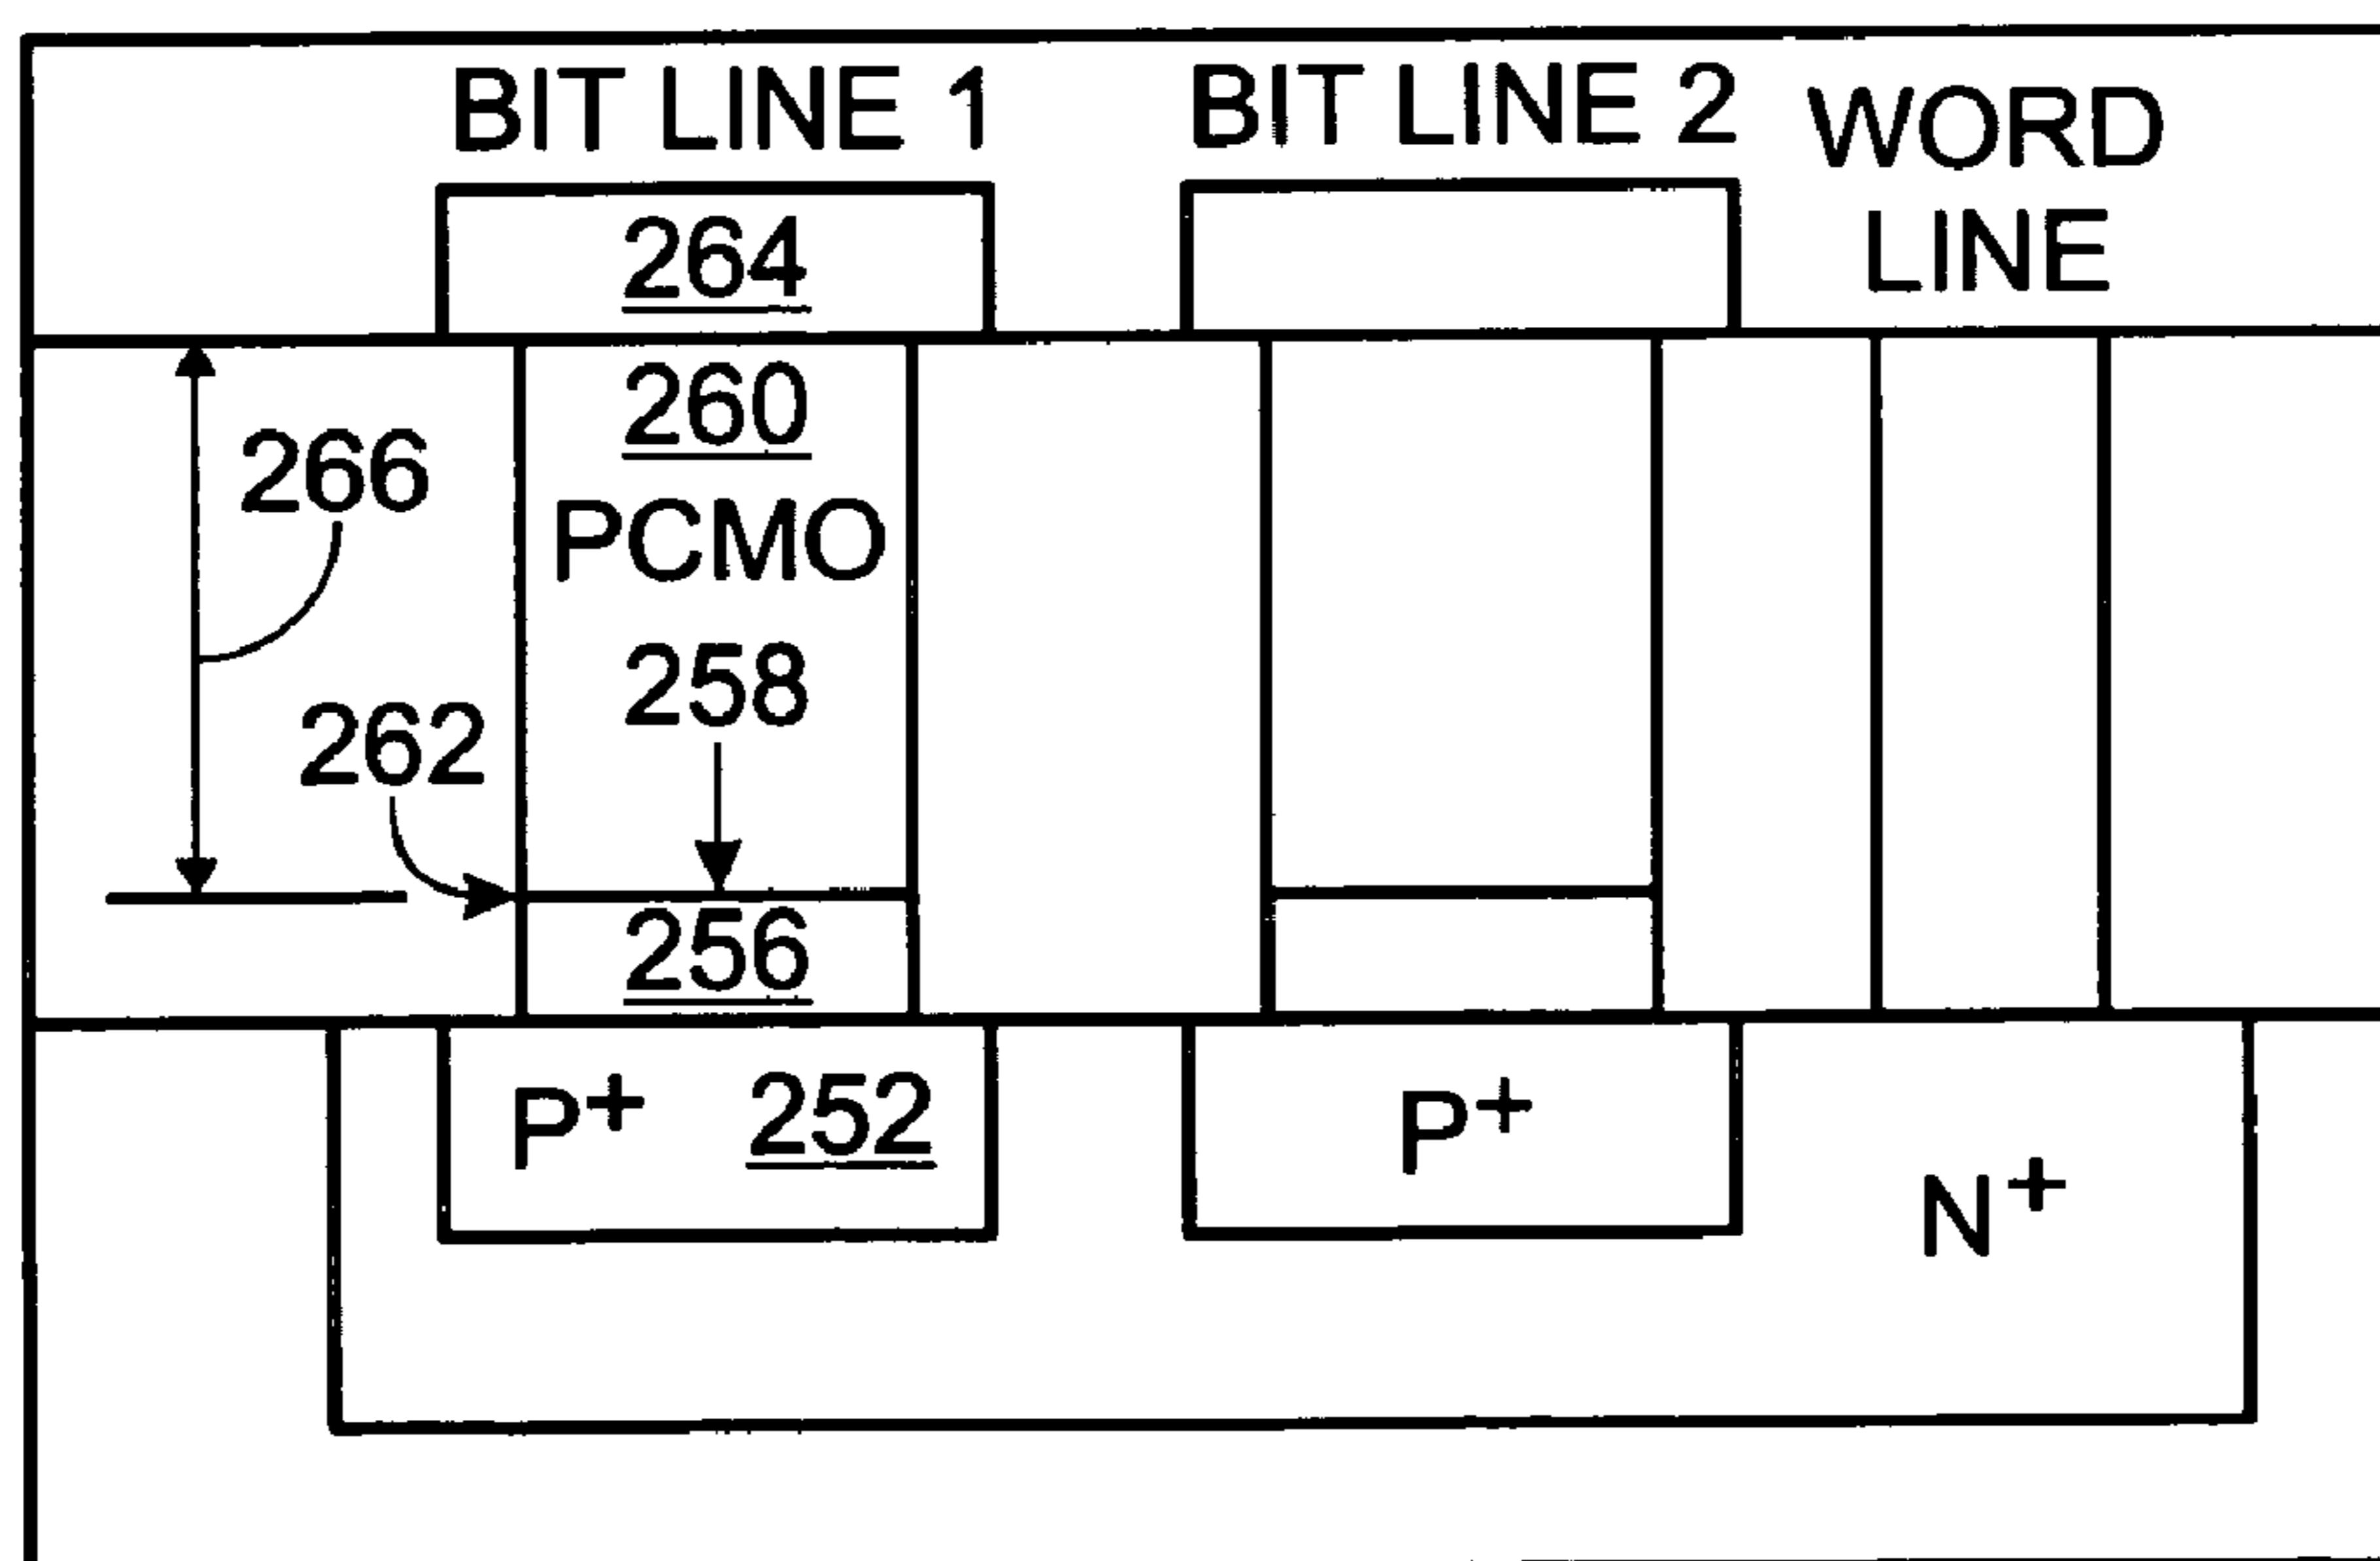 BIT LINE 1
BIT LINE 2
WORD
LINE
264
260
266
PCMO
258
262
256
P+ 252
P+
N+